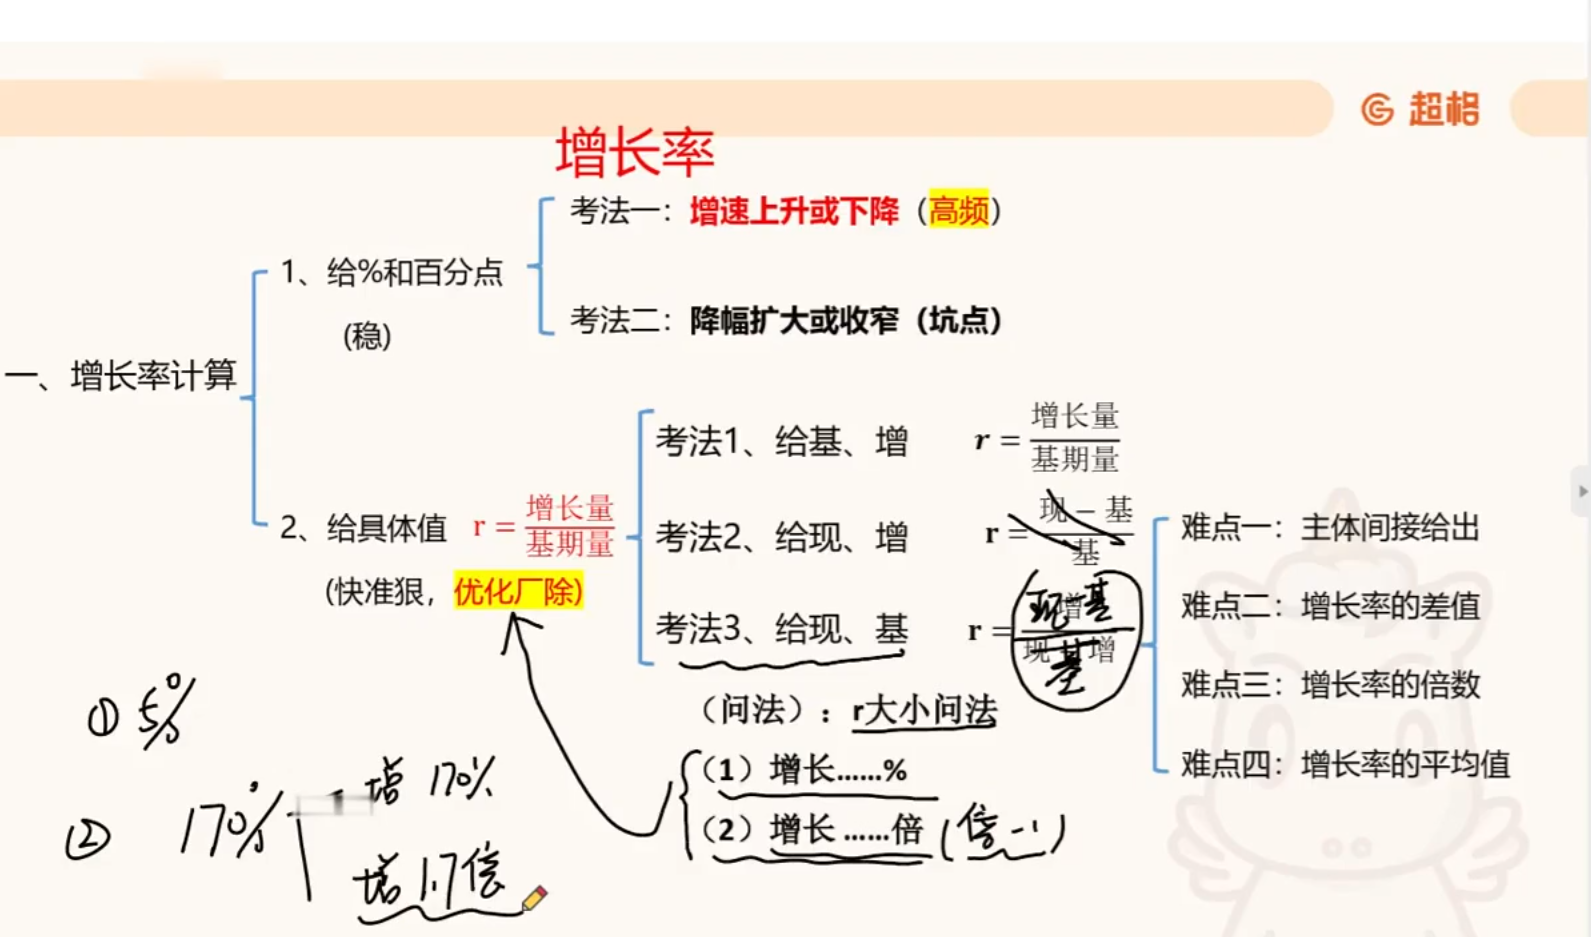 超格
增长率
考法一：增速上升或下降（高频）
1、给%和百分点
考法二：降幅扩大或收窄（坑点）
(稳)
一、增长率计算
考法1、给基、增 r = 增长量/基期量
2、给具体值 r = 增长量/基期量
考法2、给现、增 r = 现 − 基/基
难点一：主体间接给出
(快准狠，优化厂除)
难点二：增长率的差值
考法3、给现、基 r = 现-基/基
难点三：增长率的倍数
（问法）：r大小问法
难点四：增长率的平均值
（1）增长……%
（2）增长……倍 (倍-1)
① 5%
② 170%
增 170%
增 1.7倍